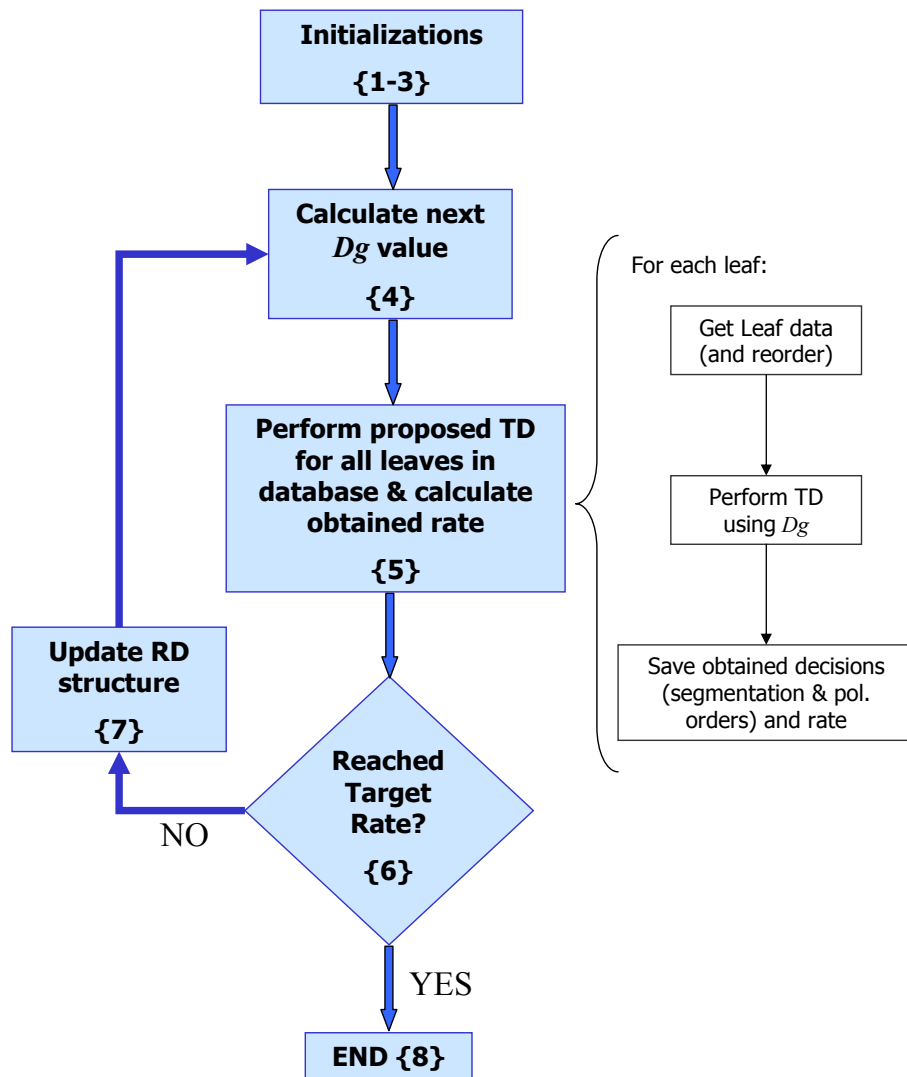 Initializations
{1-3}
Calculate next
Dg value
{4}
Perform proposed TD
for all leaves in
database & calculate
obtained rate
{5}
For each leaf:
Get Leaf data
(and reorder)
Perform TD
using Dg
Save obtained decisions
(segmentation & pol.
orders) and rate
Update RD
structure
{7}
Reached
Target
Rate?
{6}
NO
YES
END {8}